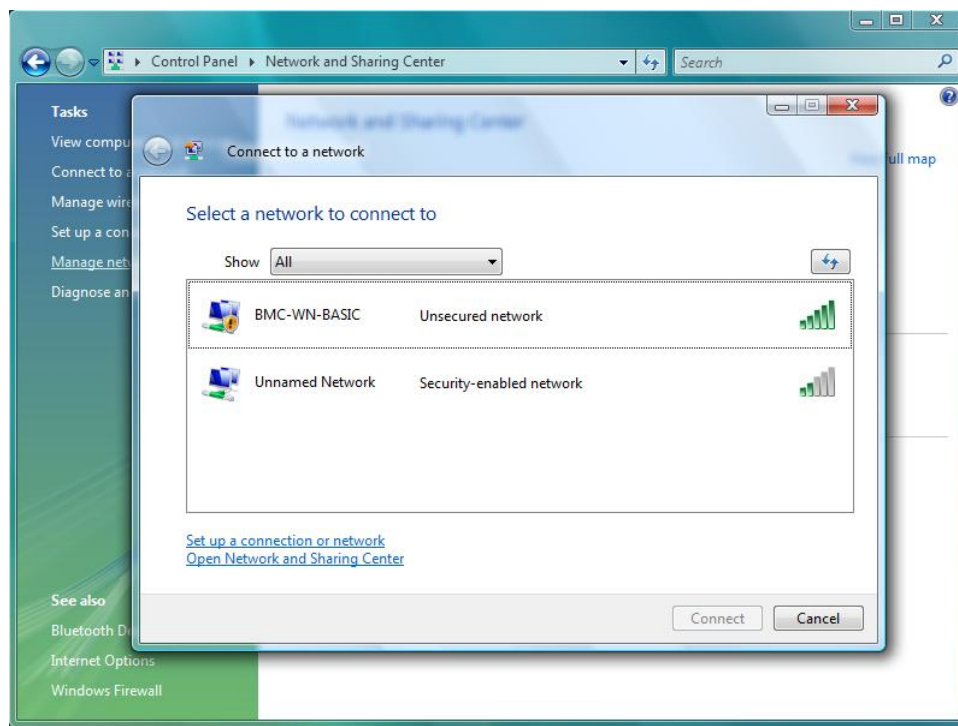 Control Panel Network and Sharing Center
Search
Tasks
View compu
Connect to a
Manage wire
Set up a con
Manage netw
Diagnose an
Network and Sharing Center
full map
Connect to a network
Select a network to connect to
Show All
BMC-WN-BASIC Unsecured network
Unnamed Network Security-enabled network
Set up a connection or network
Open Network and Sharing Center
Connect Cancel
See also
Bluetooth De
Internet Options
Windows Firewall